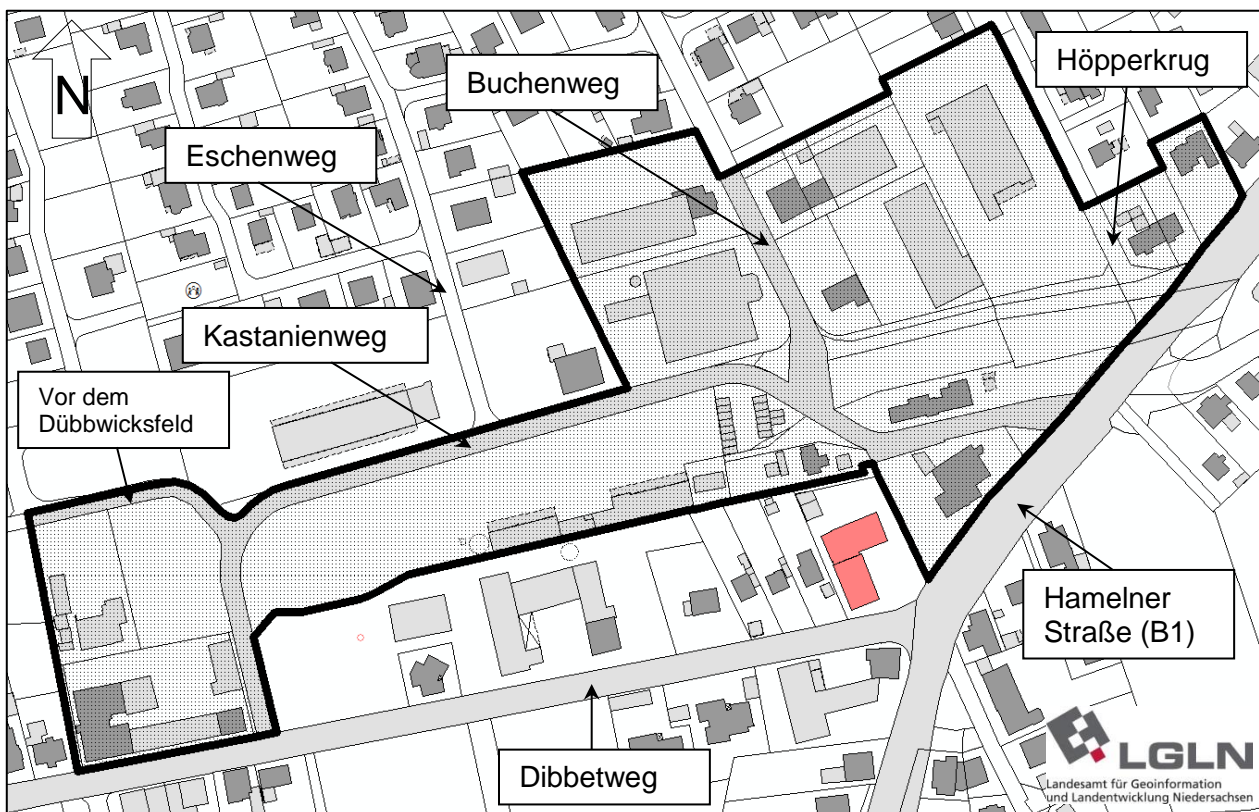 N
Höpperkrug
Buchenweg
Eschenweg
Kastanienweg
Vor dem
Dübbwicksfeld
Hamelner
Straße (B1)
Dibbetweg
LGLN
Landesamt für Geoinformation
und Landentwicklung Niedersachsen